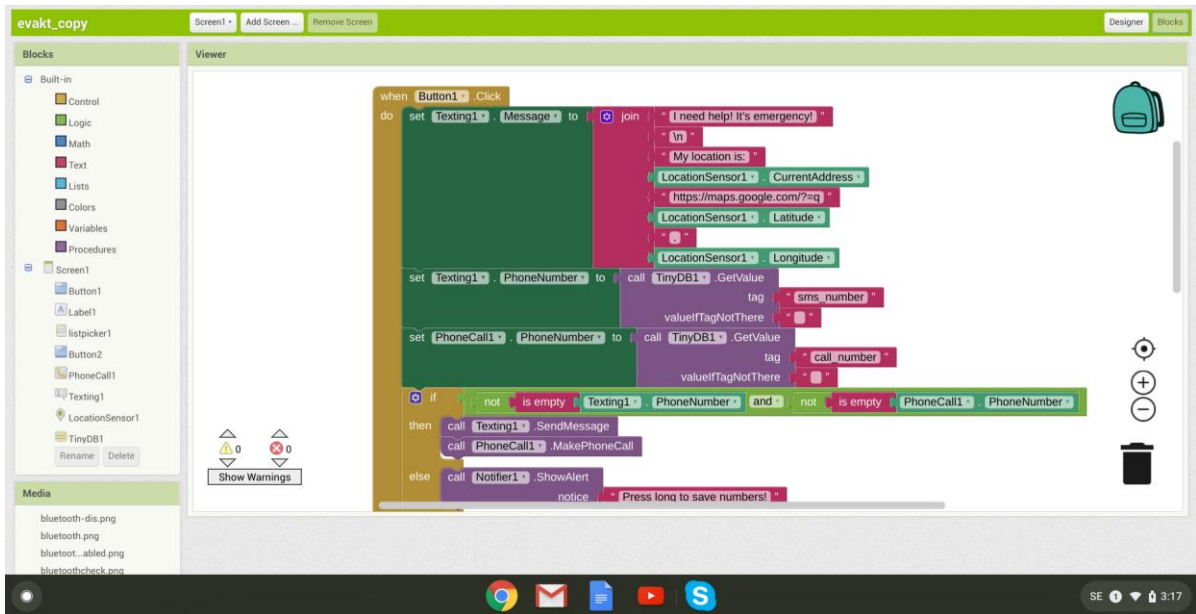 evakt_copy
Screen1
Add Screen ...
Remove Screen
Designer
Blocks
Blocks
Viewer
Built-in
Control
Logic
Math
Text
Lists
Colors
Variables
Procedures
Screen1
Button1
Label1
listpicker1
Button2
PhoneCall1
Texting1
LocationSensor1
TinyDB1
Rename
Delete
Media
bluetooth-dis.png
bluetooth.png
bluetoot...abled.png
bluetoothcheck.png
when Button1 .Click
do set Texting1 . Message to join " I need help! It's emergency! "
" \n "
" My location is: "
LocationSensor1 . CurrentAddress
" https://maps.google.com/?=q "
LocationSensor1 . Latitude
" , "
LocationSensor1 . Longitude
set Texting1 . PhoneNumber to call TinyDB1 .GetValue
tag " sms_number "
valueIfTagNotThere " "
set PhoneCall1 . PhoneNumber to call TinyDB1 .GetValue
tag " call_number "
valueIfTagNotThere " "
if not is empty Texting1 . PhoneNumber and not is empty PhoneCall1 . PhoneNumber
then call Texting1 .SendMessage
call PhoneCall1 .MakePhoneCall
else call Notifier1 .ShowAlert
notice " Press long to save numbers! "
0 0
Show Warnings
SE 1 3:17